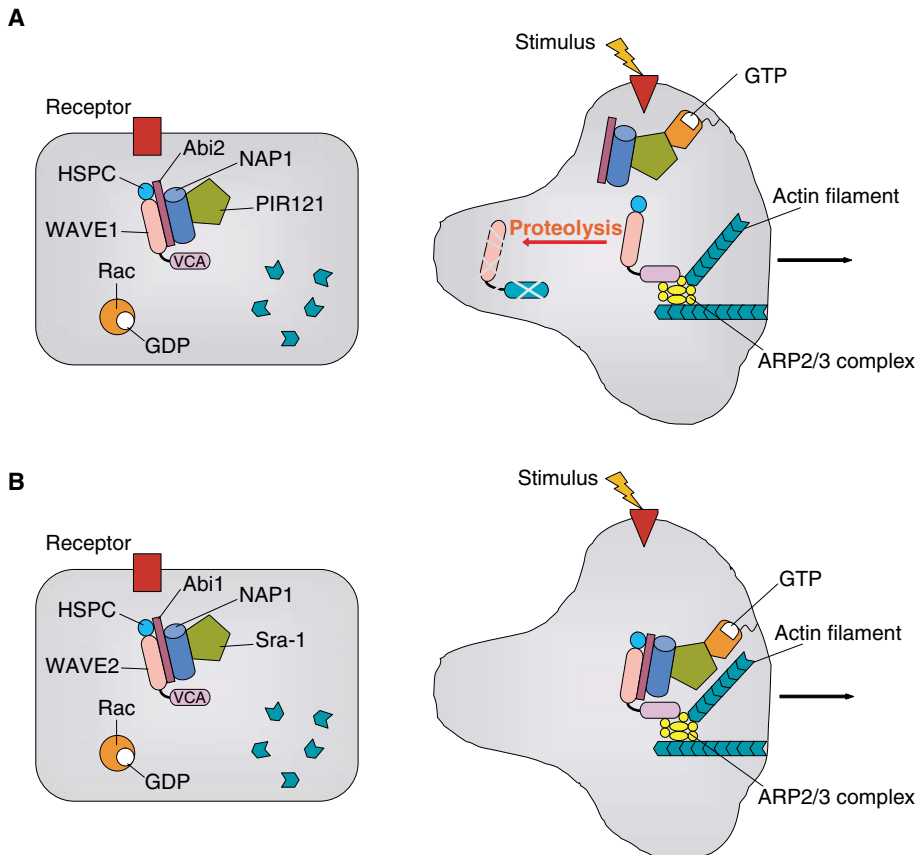 A
Receptor
Abi2
NAP1
HSPC
PIR121
WAVE1
VCA
Rac
GDP
Stimulus
GTP
Actin filament
Proteolysis
ARP2/3 complex
B
Receptor
Abi1
NAP1
HSPC
Sra-1
WAVE2
VCA
Rac
GDP
Stimulus
GTP
Actin filament
ARP2/3 complex